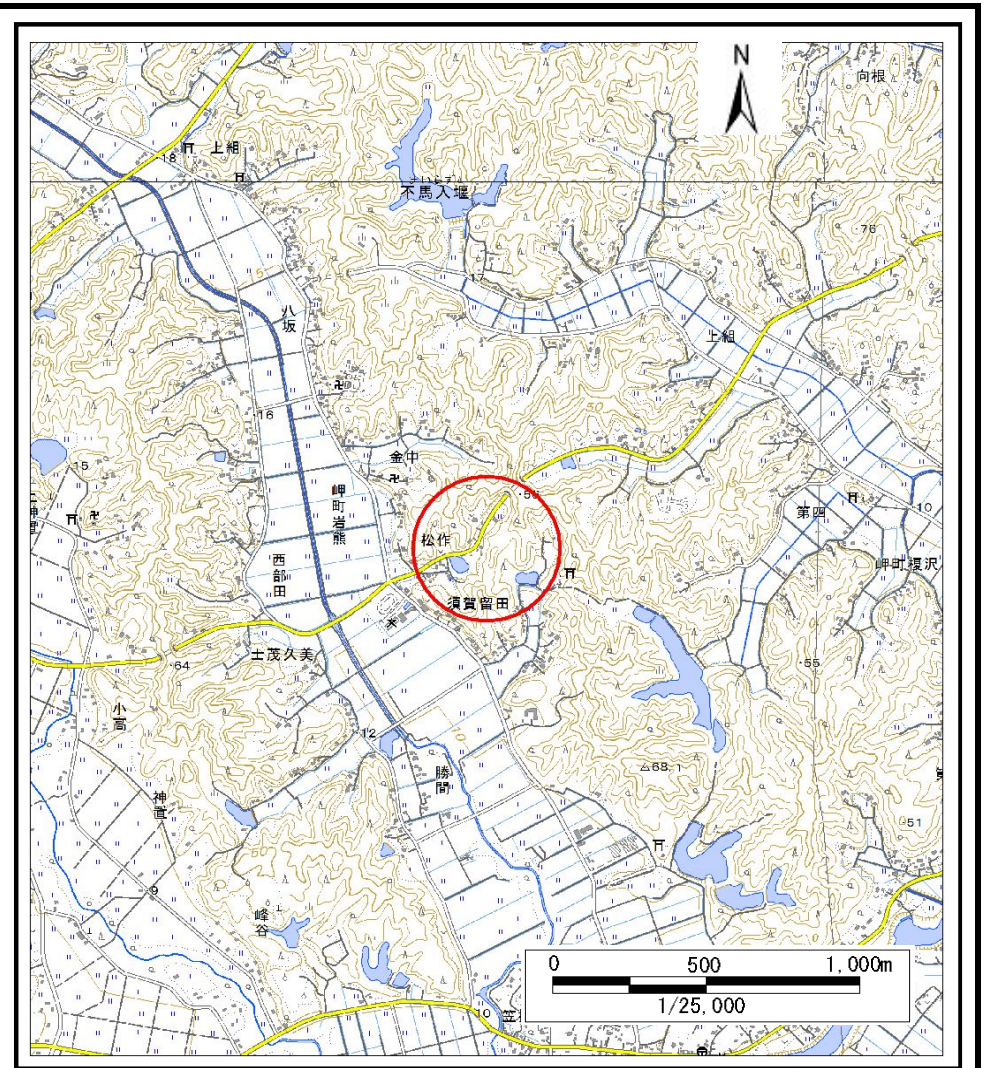 N
向根
上組
18
不馬入堰
76
17
八坂
上組
16
金中
15
岬町岩熊
松作
第四
10
西部田
岬町榎沢
須賀留田
士茂久美
64
55
小高
12
勝間
68.1
神置
51
9
峰谷
10
0 500 1,000m
1/25,000